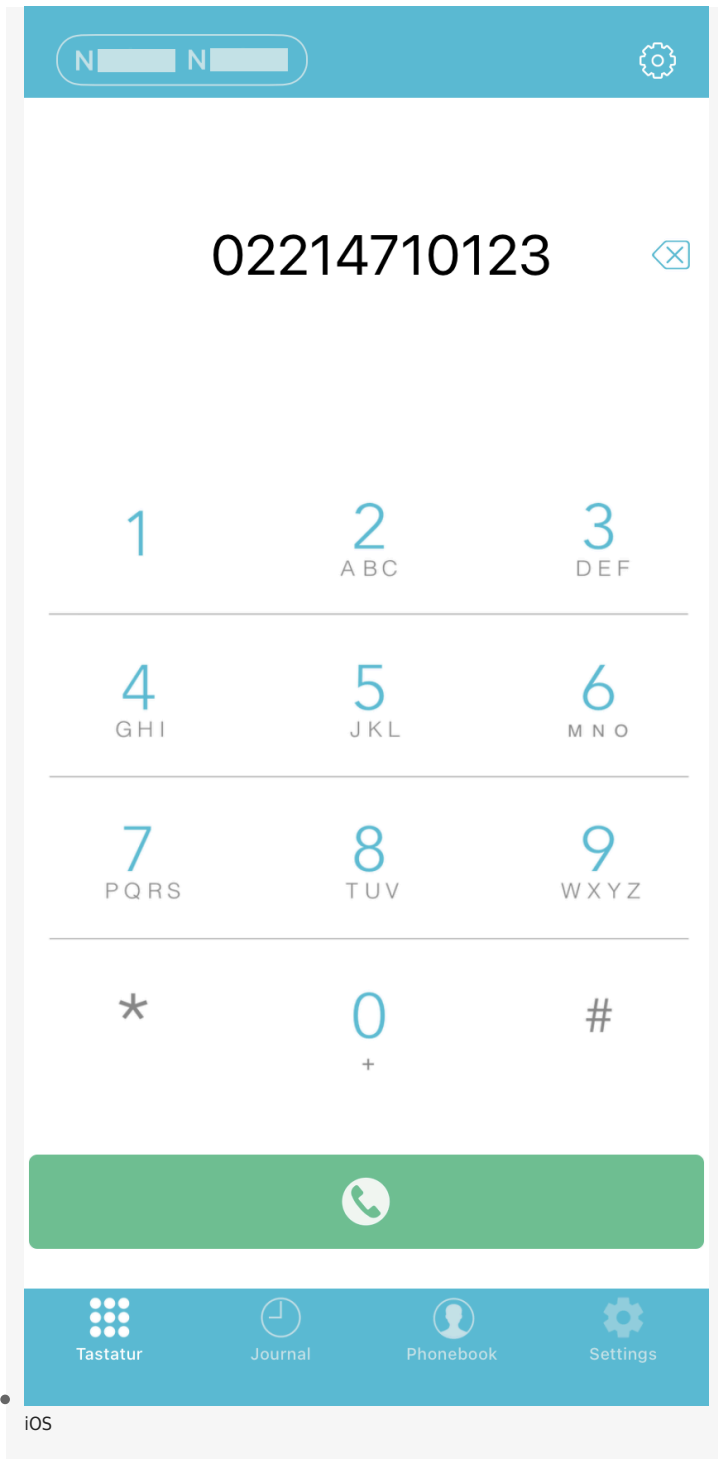 N N
02214710123
1 2 3
ABC DEF
4 5 6
GHI JKL MNO
7 8 9
PQRS TUV WXYZ
* 0 #
+
Tastatur Journal Phonebook Settings
iOS